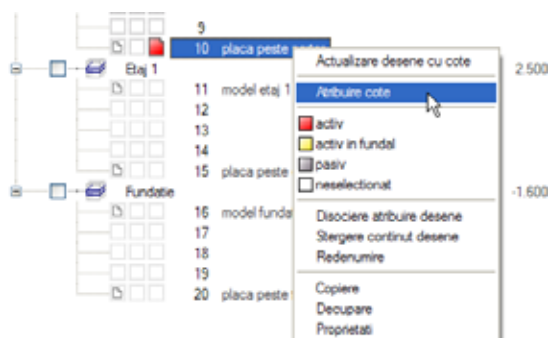 9
10 placa peste parter
Etaj 1 2.500
11 model etaj 1
12
13
14
15 placa peste
Fundatie -1.600
16 model funda
17
18
19
20 placa peste
Actualizare desene cu cote
Atribuire cote
activ
activ in fundal
pasiv
neselectionat
Disociere atribuire desene
Stergere continut desene
Redenumire
Copiere
Decupare
Proprietati